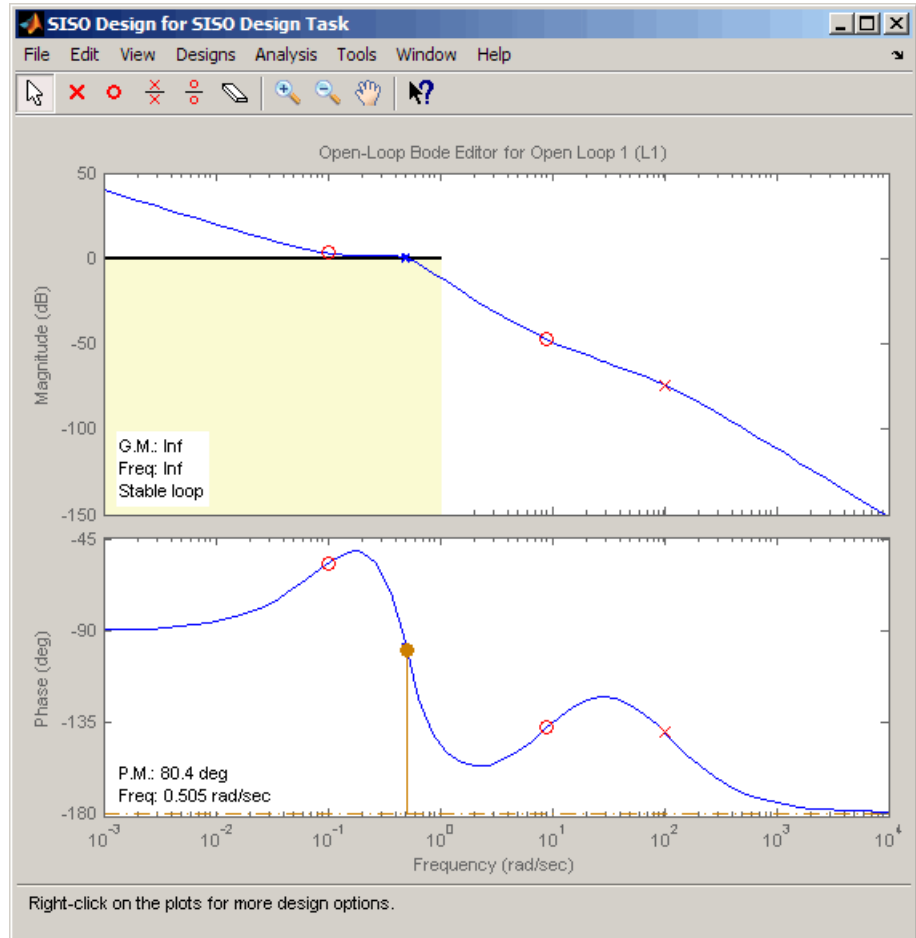 SISO Design for SISO Design Task
File Edit View Designs Analysis Tools Window Help
Open-Loop Bode Editor for Open Loop 1 (L1)
50
0
-50
-100
-150
Magnitude (dB)
G.M.: Inf
Freq: Inf
Stable loop
-45
-90
-135
-180
Phase (deg)
P.M.: 80.4 deg
Freq: 0.505 rad/sec
10^-3 10^-2 10^-1 10^0 10^1 10^2 10^3 10^4
Frequency (rad/sec)
Right-click on the plots for more design options.